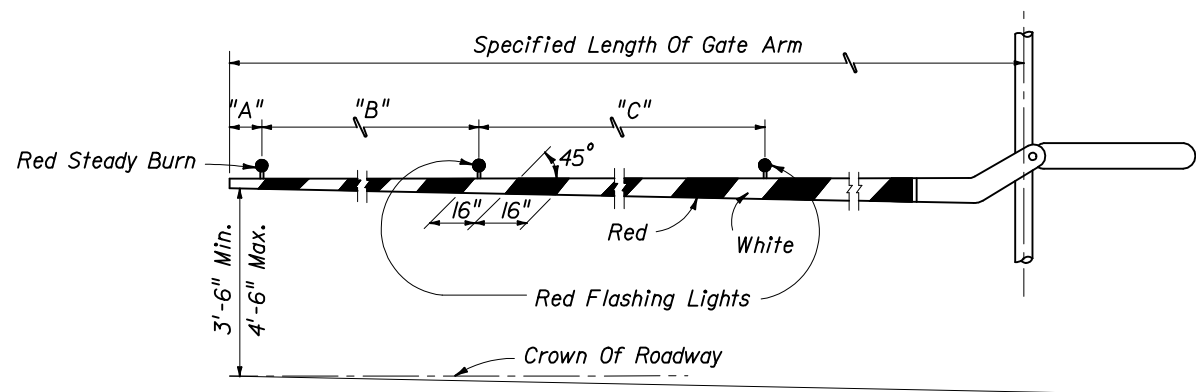 Specified Length Of Gate Arm
"A"
"B"
"C"
Red Steady Burn
45°
16"
16"
Red
White
3'-6" Min.
4'-6" Max.
Red Flashing Lights
Crown Of Roadway